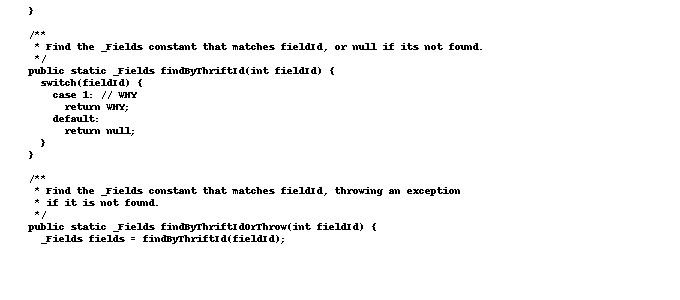 }
/**
* Find the _Fields constant that matches fieldId, or null if its not found.
*/
public static _Fields findByThriftId(int fieldId) {
switch(fieldId) {
case 1: // WHY
return WHY;
default:
return null;
}
}
/**
* Find the _Fields constant that matches fieldId, throwing an exception
* if it is not found.
*/
public static _Fields findByThriftIdOrThrow(int fieldId) {
_Fields fields = findByThriftId(fieldId);